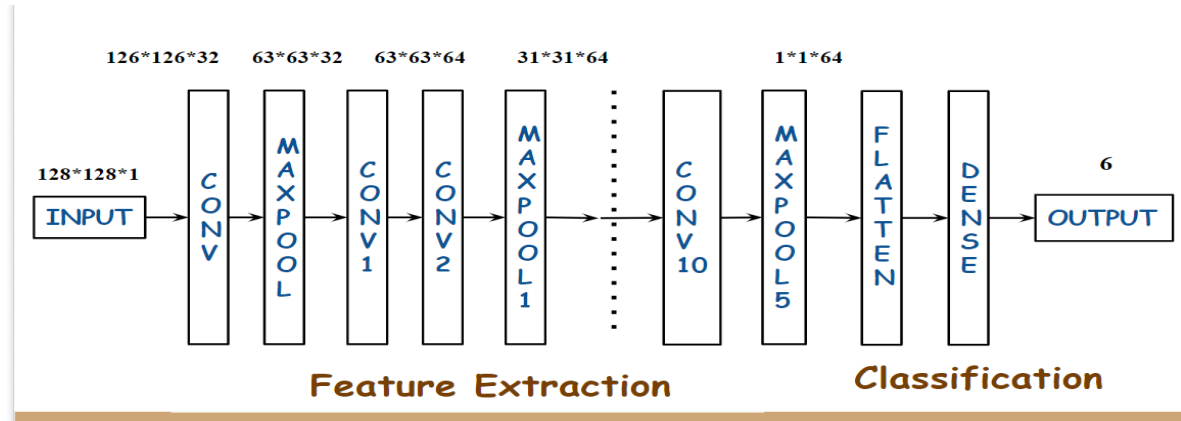 126*126*32 63*63*32 63*63*64 31*31*64 1*1*64
128*128*1
INPUT
CONV
MAXPOOL
CONV1
CONV2
MAXPOOL1
CONV10
MAXPOOL5
FLATTEN
DENSE
6
OUTPUT
Feature Extraction
Classification